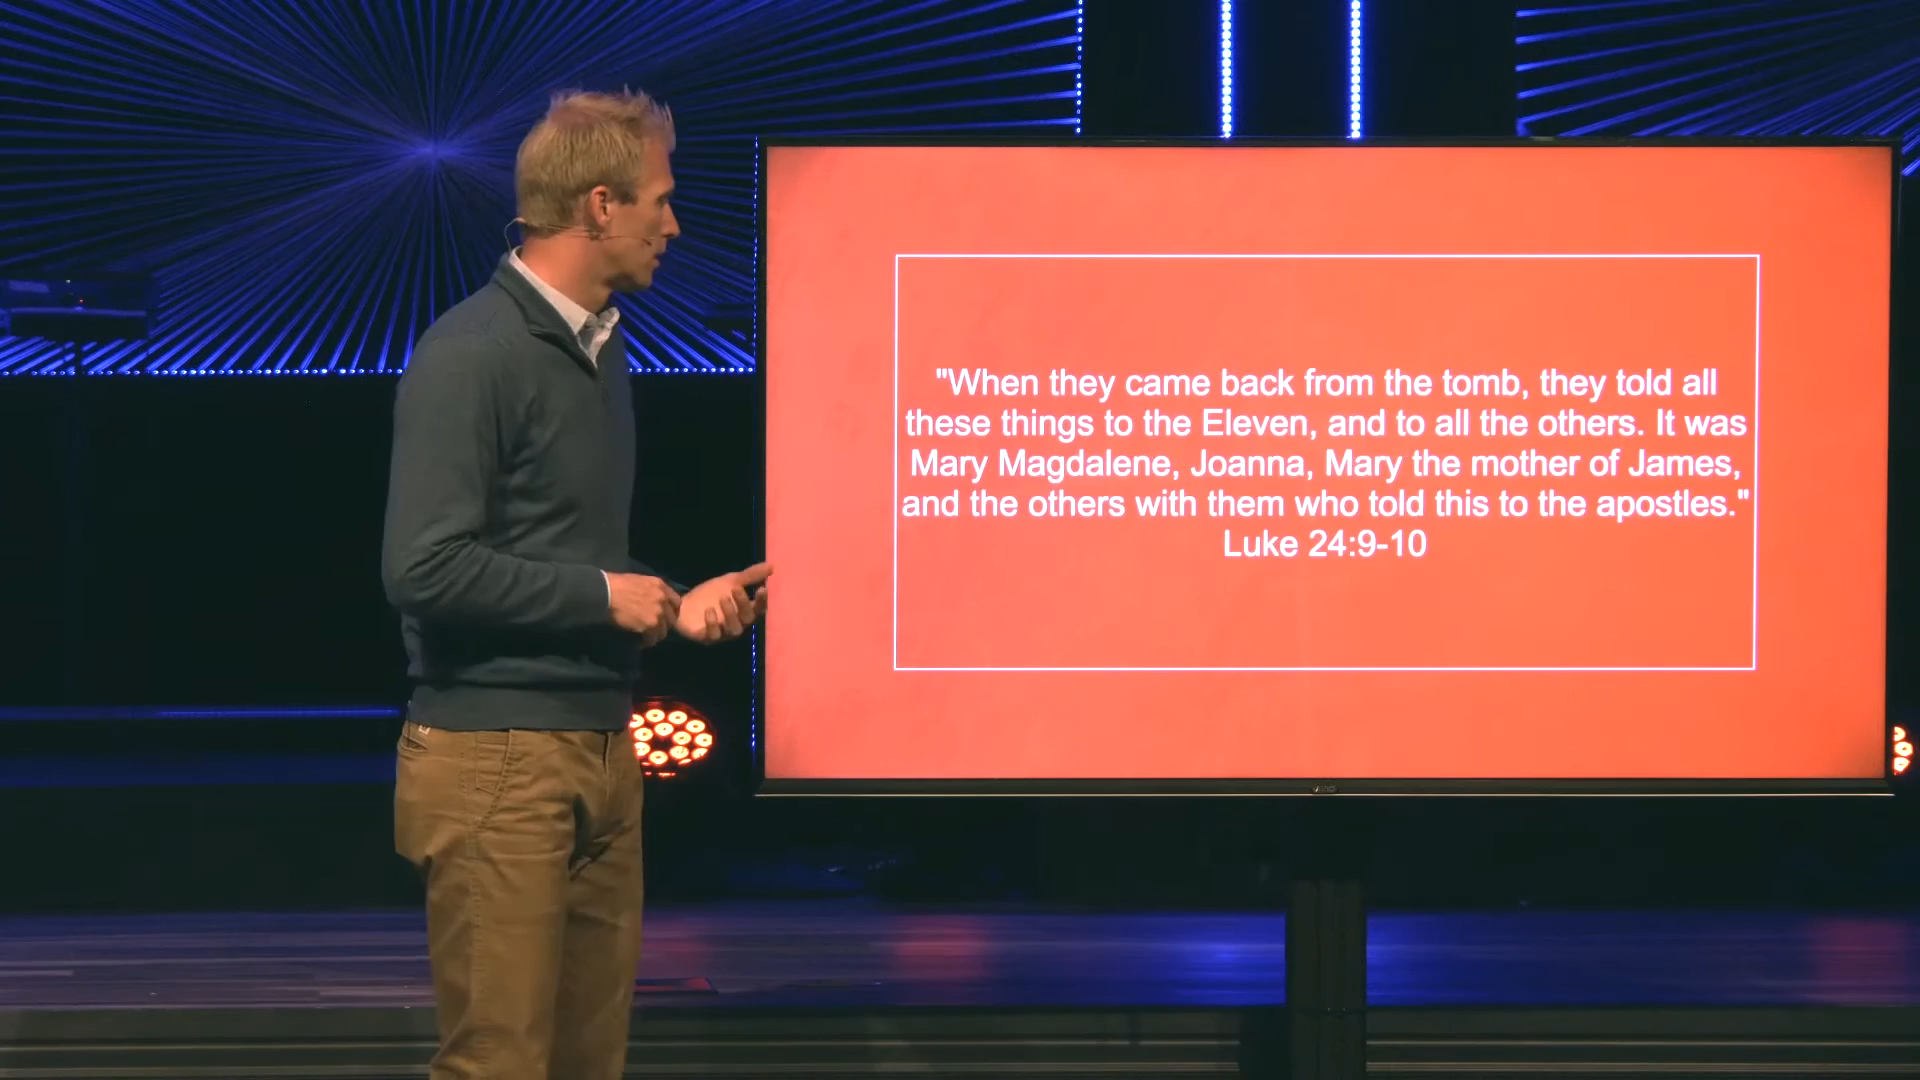 "When they came back from the tomb, they told all
these things to the Eleven, and to all the others. It was
Mary Magdalene, Joanna, Mary the mother of James,
and the others with them who told this to the apostles."
Luke 24:9-10